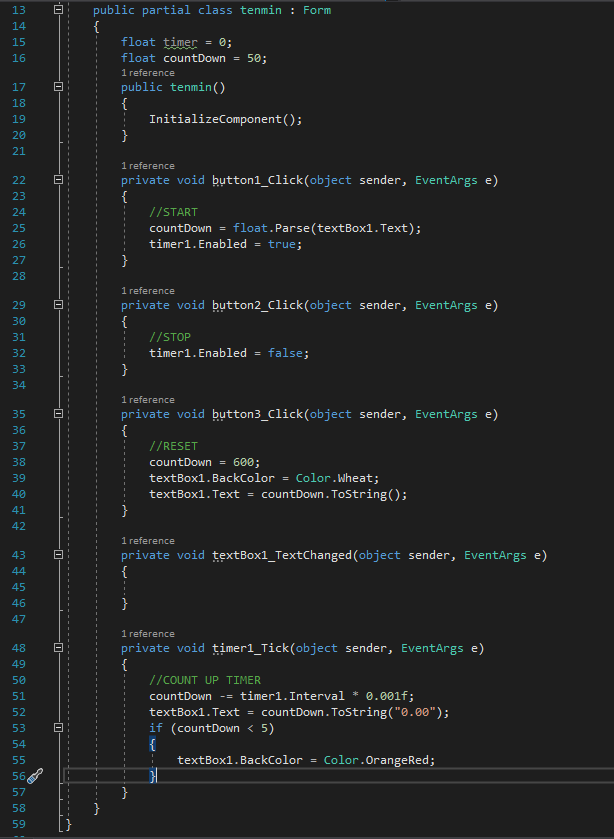 13 public partial class tenmin : Form
14 {
15 float timer = 0;
16 float countDown = 50;
1 reference
17 public tenmin()
18 {
19 InitializeComponent();
20 }
21
1 reference
22 private void button1_Click(object sender, EventArgs e)
23 {
24 //START
25 countDown = float.Parse(textBox1.Text);
26 timer1.Enabled = true;
27 }
28
1 reference
29 private void button2_Click(object sender, EventArgs e)
30 {
31 //STOP
32 timer1.Enabled = false;
33 }
34
1 reference
35 private void button3_Click(object sender, EventArgs e)
36 {
37 //RESET
38 countDown = 600;
39 textBox1.BackColor = Color.Wheat;
40 textBox1.Text = countDown.ToString();
41 }
42
1 reference
43 private void textBox1_TextChanged(object sender, EventArgs e)
44 {
45
46 }
47
1 reference
48 private void timer1_Tick(object sender, EventArgs e)
49 {
50 //COUNT UP TIMER
51 countDown -= timer1.Interval * 0.001f;
52 textBox1.Text = countDown.ToString("0.00");
53 if (countDown < 5)
54 {
55 textBox1.BackColor = Color.OrangeRed;
56 }
57 }
58 }
59 }